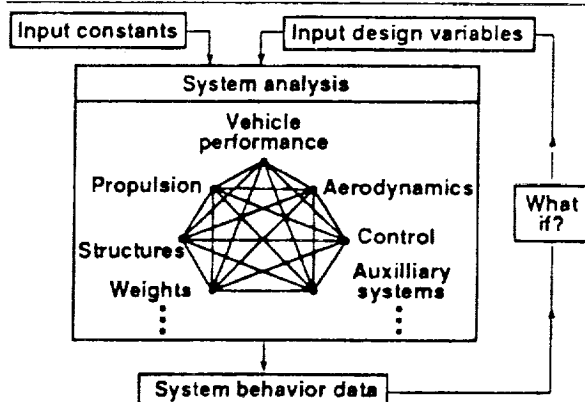 Input constants
Input design variables
System analysis
Vehicle
performance
Propulsion
Aerodynamics
What
if?
Structures
Control
Weights
Auxilliary
systems
System behavior data